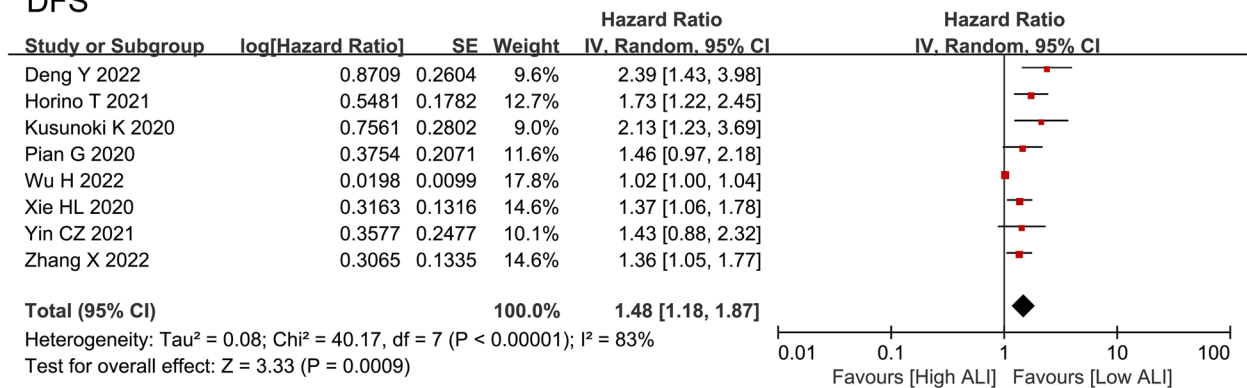 DFS
Hazard Ratio Hazard Ratio
Study or Subgroup log[Hazard Ratio] SE Weight IV, Random, 95% CI IV, Random, 95% CI
Deng Y 2022 0.8709 0.2604 9.6% 2.39 [1.43, 3.98]
Horino T 2021 0.5481 0.1782 12.7% 1.73 [1.22, 2.45]
Kusunoki K 2020 0.7561 0.2802 9.0% 2.13 [1.23, 3.69]
Pian G 2020 0.3754 0.2071 11.6% 1.46 [0.97, 2.18]
Wu H 2022 0.0198 0.0099 17.8% 1.02 [1.00, 1.04]
Xie HL 2020 0.3163 0.1316 14.6% 1.37 [1.06, 1.78]
Yin CZ 2021 0.3577 0.2477 10.1% 1.43 [0.88, 2.32]
Zhang X 2022 0.3065 0.1335 14.6% 1.36 [1.05, 1.77]
Total (95% CI) 100.0% 1.48 [1.18, 1.87]
Heterogeneity: Tau² = 0.08; Chi² = 40.17, df = 7 (P < 0.00001); I² = 83%
Test for overall effect: Z = 3.33 (P = 0.0009)
0.01 0.1 1 10 100
Favours [High ALI] Favours [Low ALI]